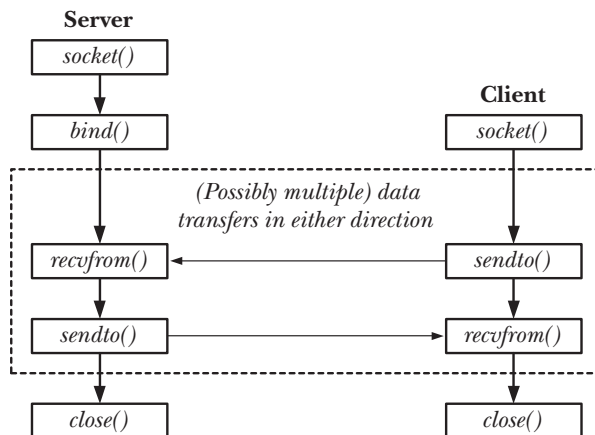 Server
socket()
Client
bind()
socket()
(Possibly multiple) data
transfers in either direction
recvfrom()
sendto()
sendto()
recvfrom()
close()
close()